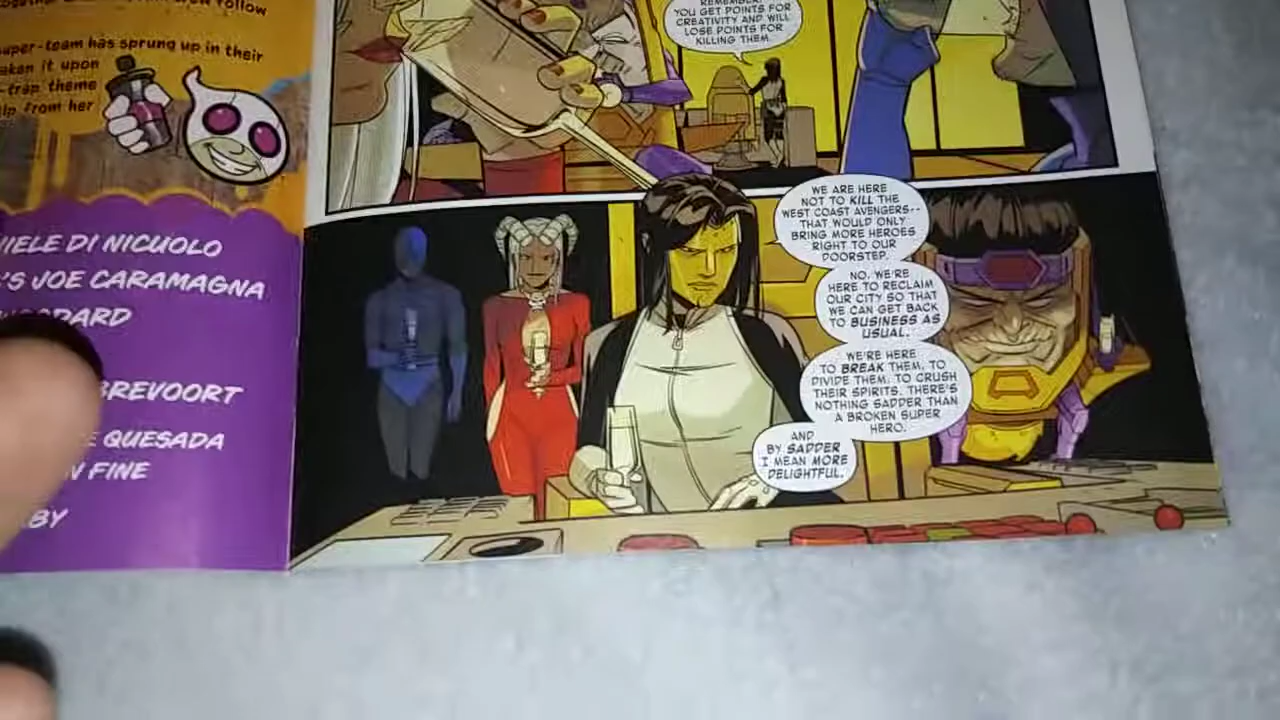 follow
super-team has sprung up in their
taken it upon
-trap theme
help from her
DI NICUOLO
JOE CARAMAGNA
BREVOORT
QUESADA
FINE
REMEMBER!
YOU GET POINTS FOR
CREATIVITY AND WILL
LOSE POINTS FOR
KILLING THEM.
WE ARE HERE
NOT TO KILL THE
WEST COAST AVENGERS--
THAT WOULD ONLY
BRING MORE HEROES
RIGHT TO OUR
DOORSTEP.
NO, WE'RE
HERE TO RECLAIM
OUR CITY SO THAT
WE CAN GET BACK
TO BUSINESS AS
USUAL.
WE'RE HERE
TO BREAK THEM. TO
DIVIDE THEM. TO CRUSH
THEIR SPIRITS. THERE'S
NOTHING SADDER THAN
A BROKEN SUPER
HERO.
AND
BY SADDER
I MEAN MORE
DELIGHTFUL.